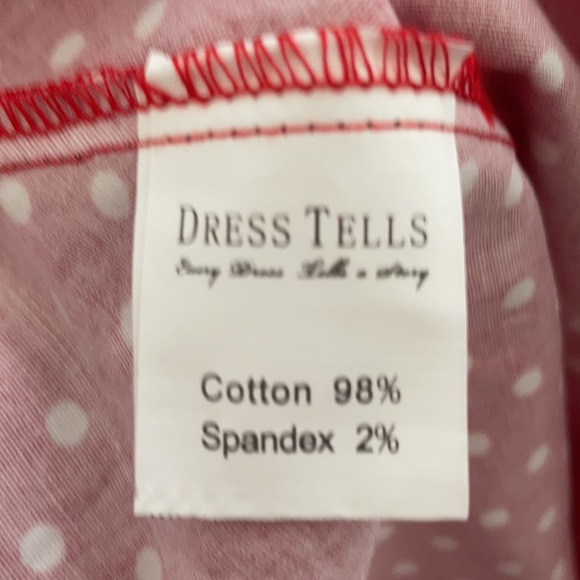 DRESS TELLS
Every Dress Tells a Story
Cotton 98%
Spandex 2%